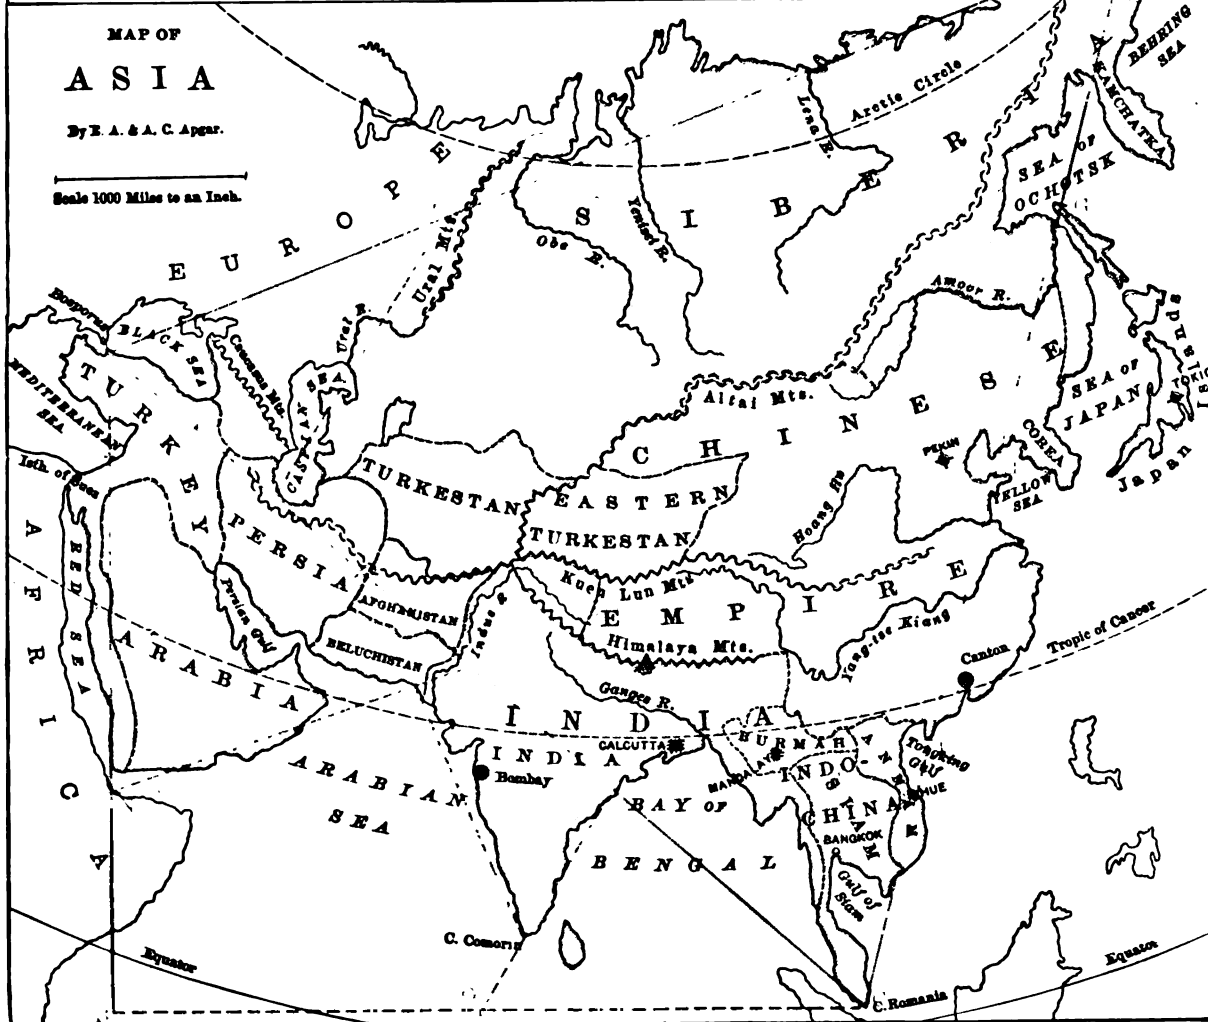 MAP OF
ASIA
By E. A. & A. C. Apgar.
Scale 1000 Miles to an Inch.
EUROPE
SIBERIA
Arctic Circle
Lena R.
Yenisei R.
Obe R.
Ural Mts.
Ural R.
BEHRING
SEA
KAMCHATKA
SEA OF
OCHOTSK
Amoor R.
Bosporus
BLACK SEA
Caucasus Mts.
CASPIAN
SEA
MEDITERRANEAN
SEA
TURKEY
Isth. of Suez
Altai Mts.
CHINESE
EMPIRE
SEA OF
JAPAN
Islands
TOKIO
Japan
PEKIN
COREA
YELLOW
SEA
Hoang Ho
TURKESTAN
EASTERN
TURKESTAN
PERSIA
AFGHANISTAN
BELUCHISTAN
Kuen Lun Mts.
Himalaya Mts.
Indus R.
Ganges R.
Yang-tse Kiang
Canton
Tropic of Cancer
AFRICA
RED SEA
ARABIA
Persian Gulf
ARABIAN
SEA
INDIA
INDIA
CALCUTTA
Bombay
BAY OF
BENGAL
C. Comorin
BURMAH
MANDALAY
INDO-
CHINA
SIAM
BANGKOK
ANNAM
HUE
Tongking
Gulf
Gulf of
Siam
C. Romania
Equator
Equator